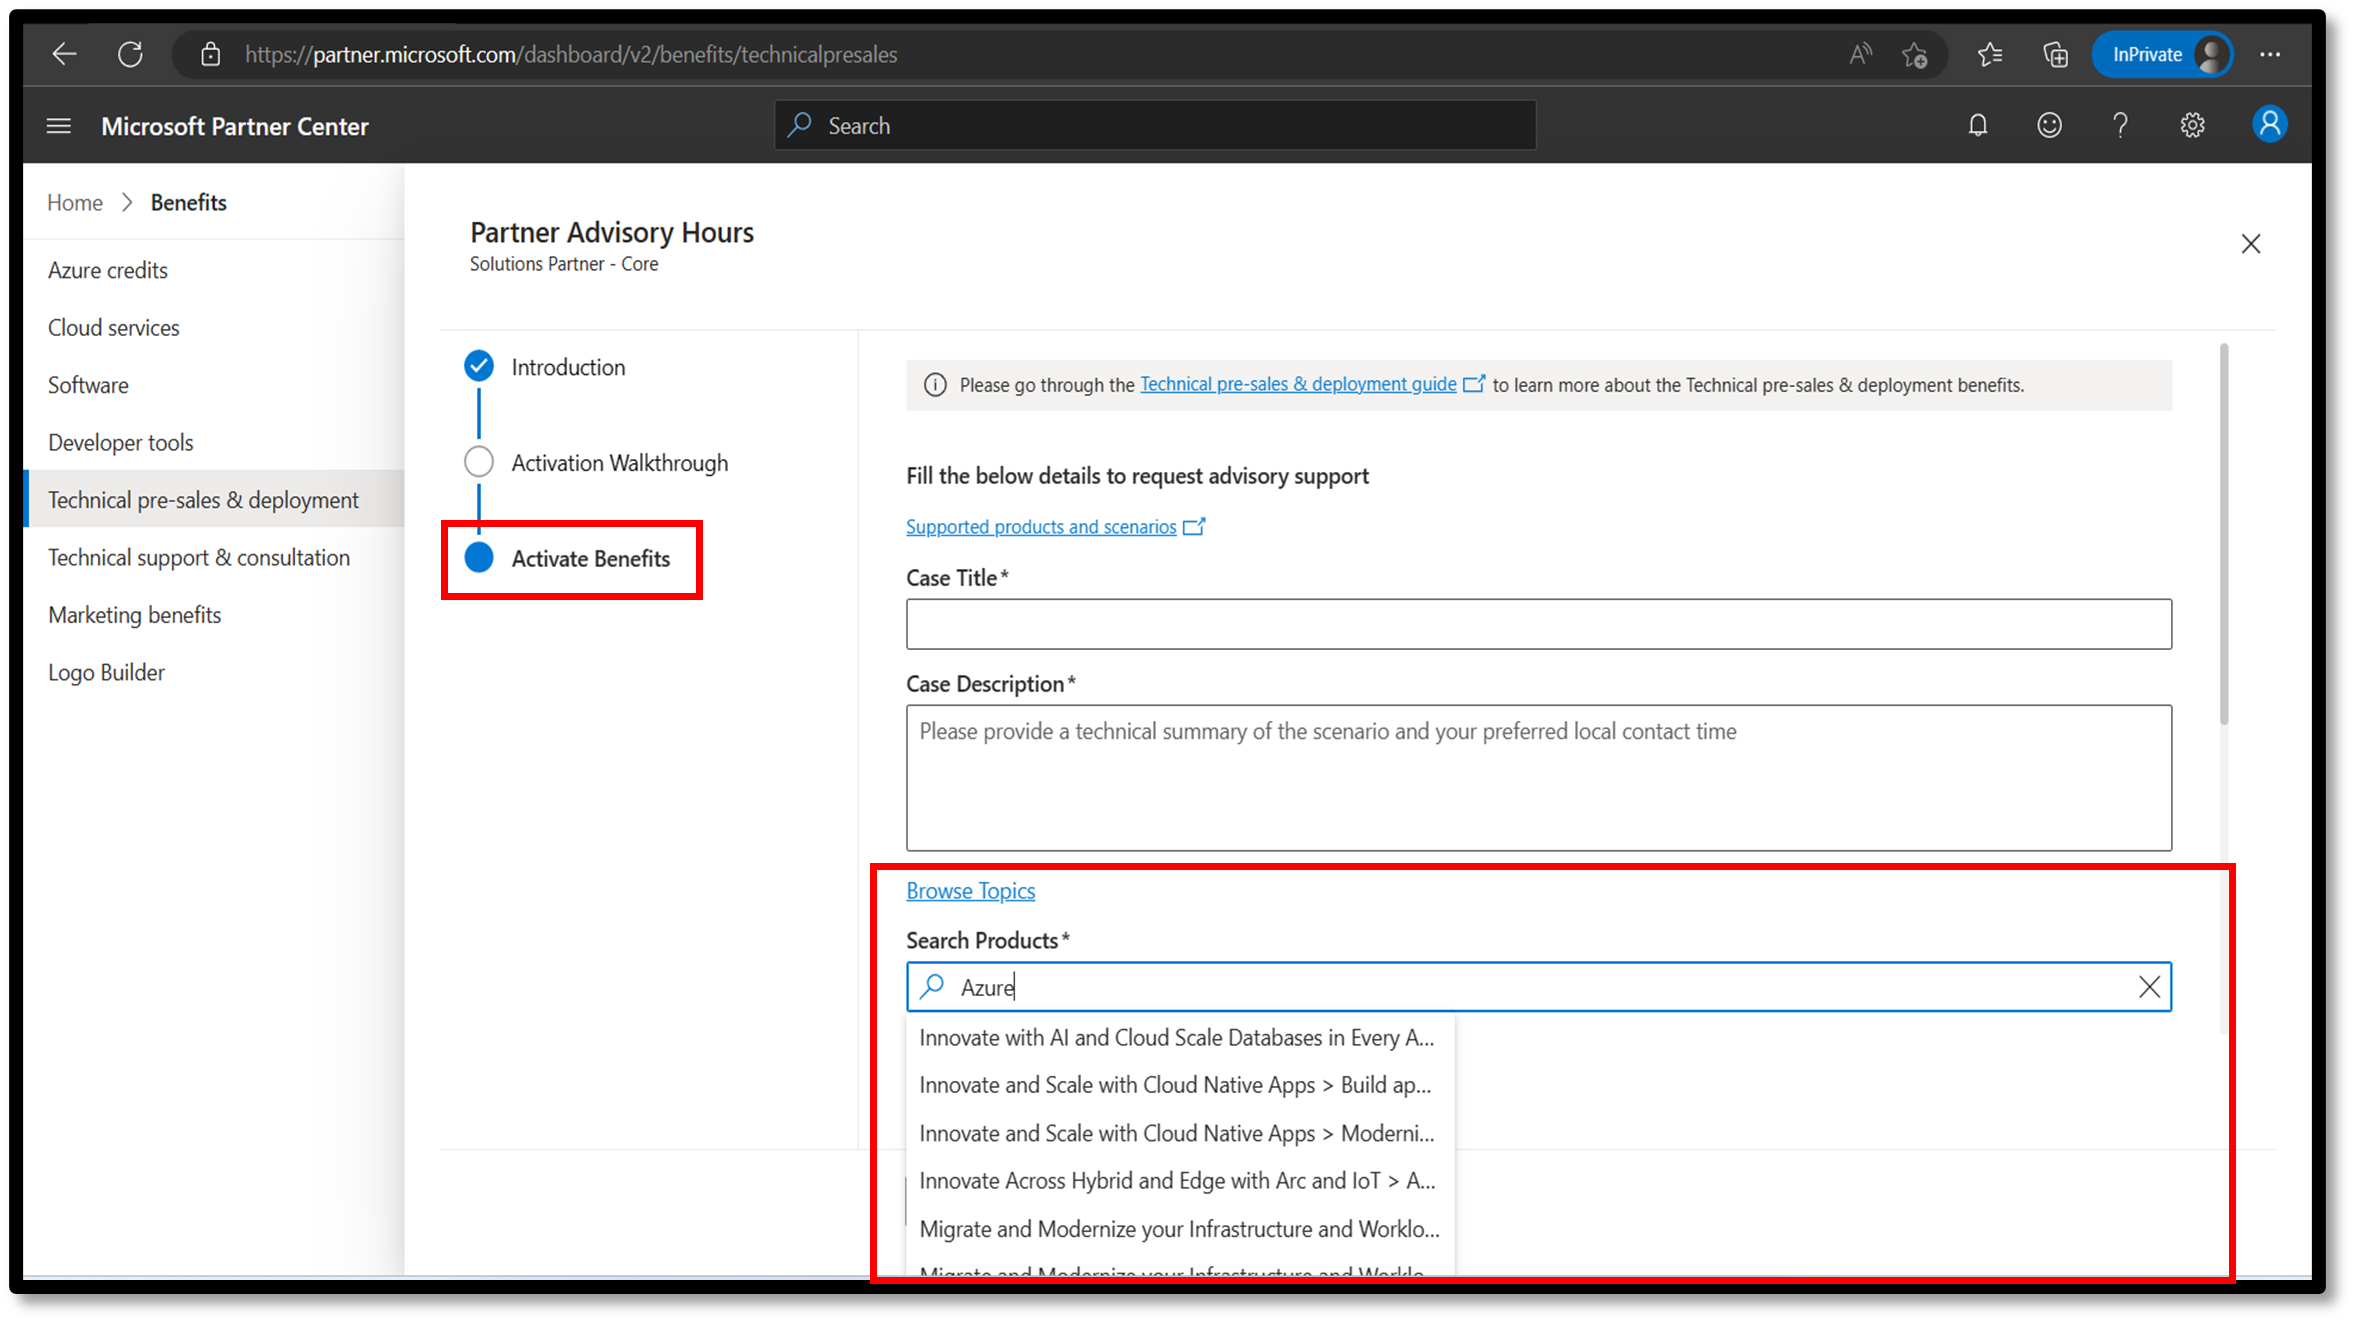 https://partner.microsoft.com/dashboard/v2/benefits/technicalpresales
InPrivate
Microsoft Partner Center
Search
Home > Benefits
Azure credits
Cloud services
Software
Developer tools
Technical pre-sales & deployment
Technical support & consultation
Marketing benefits
Logo Builder
Partner Advisory Hours
Solutions Partner - Core
Introduction
Activation Walkthrough
Activate Benefits
Please go through the Technical pre-sales & deployment guide to learn more about the Technical pre-sales & deployment benefits.
Fill the below details to request advisory support
Supported products and scenarios
Case Title*
Case Description*
Please provide a technical summary of the scenario and your preferred local contact time
Browse Topics
Search Products*
Azure
Innovate with AI and Cloud Scale Databases in Every A...
Innovate and Scale with Cloud Native Apps > Build ap...
Innovate and Scale with Cloud Native Apps > Moderni...
Innovate Across Hybrid and Edge with Arc and IoT > A...
Migrate and Modernize your Infrastructure and Worklo...
Migrate and Modernize your Infrastructure and Worklo...